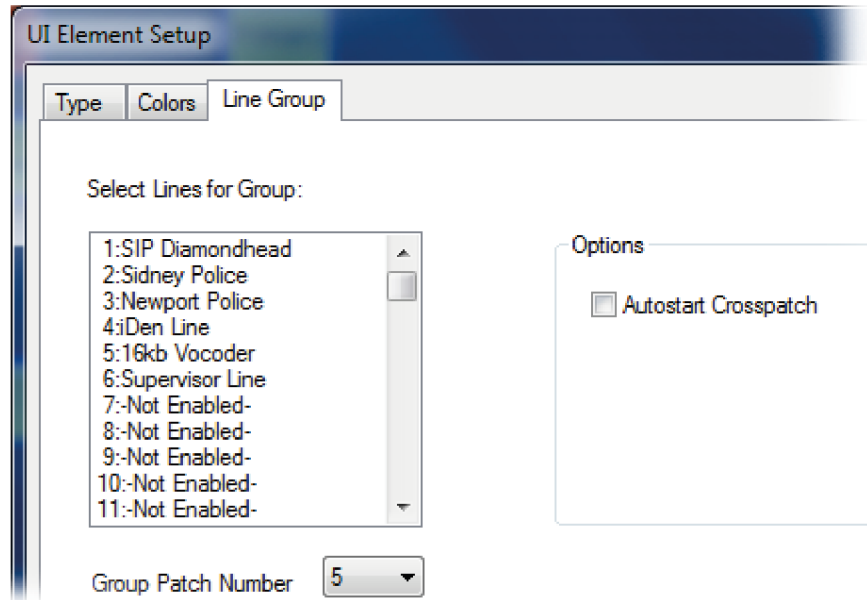 UI Element Setup
Type Colors Line Group
Select Lines for Group:
1:SIP Diamondhead
2:Sidney Police
3:Newport Police
4:iDen Line
5:16kb Vocoder
6:Supervisor Line
7:-Not Enabled-
8:-Not Enabled-
9:-Not Enabled-
10:-Not Enabled-
11:-Not Enabled-
Options
Autostart Crosspatch
Group Patch Number 5